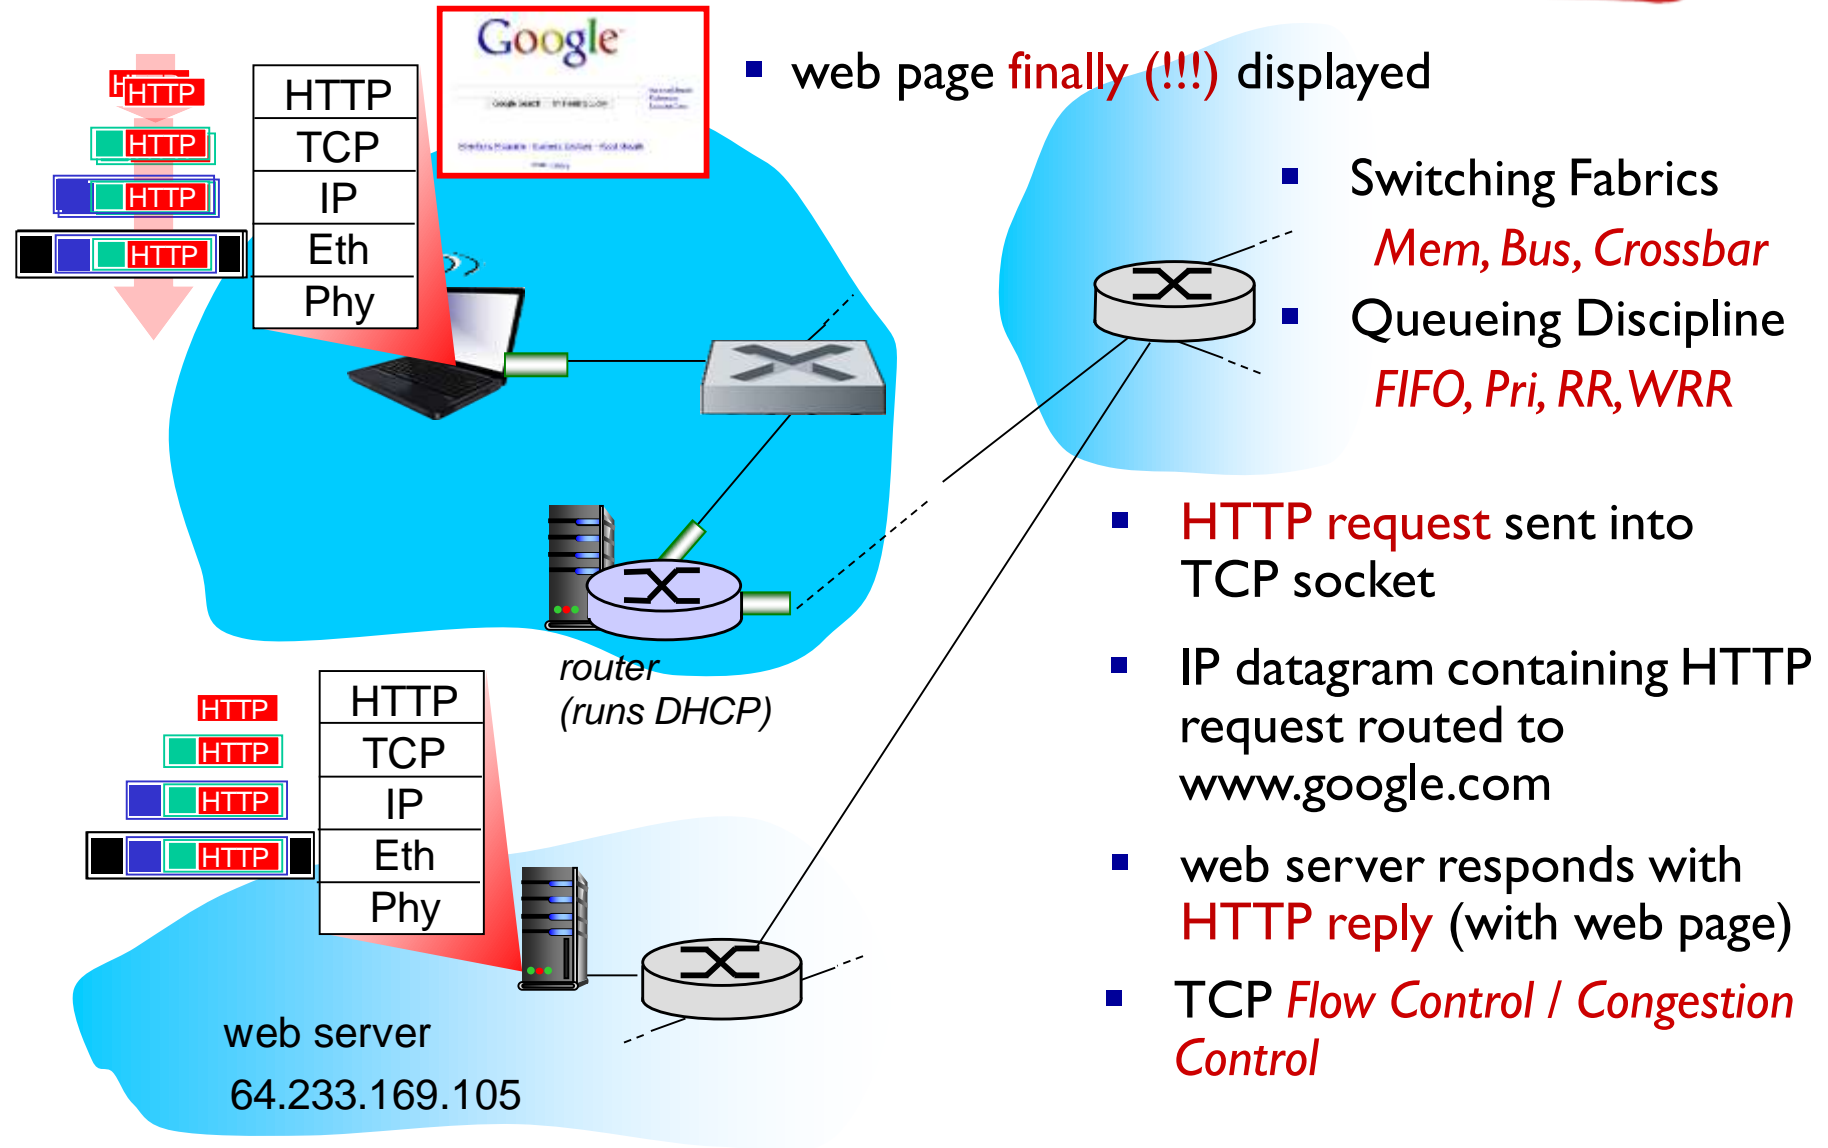 Google
Google Search
web page finally (!!!) displayed
HTTP
HTTP
HTTP
HTTP
HTTP
HTTP
TCP
IP
Eth
Phy
Switching Fabrics
Mem, Bus, Crossbar
Queueing Discipline
FIFO, Pri, RR, WRR
HTTP request sent into
TCP socket
IP datagram containing HTTP
request routed to
www.google.com
web server responds with
HTTP reply (with web page)
TCP Flow Control / Congestion
Control
router
(runs DHCP)
HTTP
HTTP
HTTP
HTTP
HTTP
TCP
IP
Eth
Phy
web server
64.233.169.105